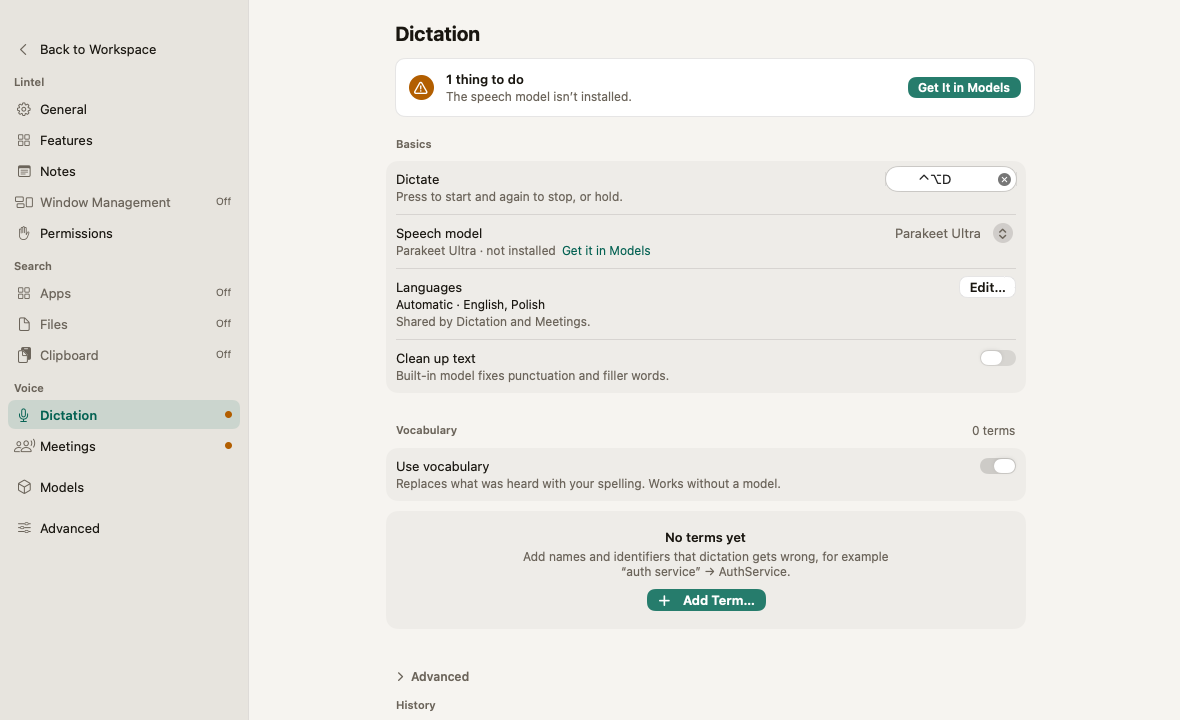 Back to Workspace
Lintel
General
Features
Notes
Window Management Off
Permissions
Search
Apps Off
Files Off
Clipboard Off
Voice
Dictation
Meetings
Models
Advanced
Dictation
1 thing to do
The speech model isn’t installed.
Get It in Models
Basics
Dictate
Press to start and again to stop, or hold.
⌃⌥D
Speech model
Parakeet Ultra · not installed Get it in Models
Parakeet Ultra
Languages
Automatic · English, Polish
Shared by Dictation and Meetings.
Edit...
Clean up text
Built-in model fixes punctuation and filler words.
Vocabulary 0 terms
Use vocabulary
Replaces what was heard with your spelling. Works without a model.
No terms yet
Add names and identifiers that dictation gets wrong, for example
“auth service” → AuthService.
+ Add Term...
Advanced
History